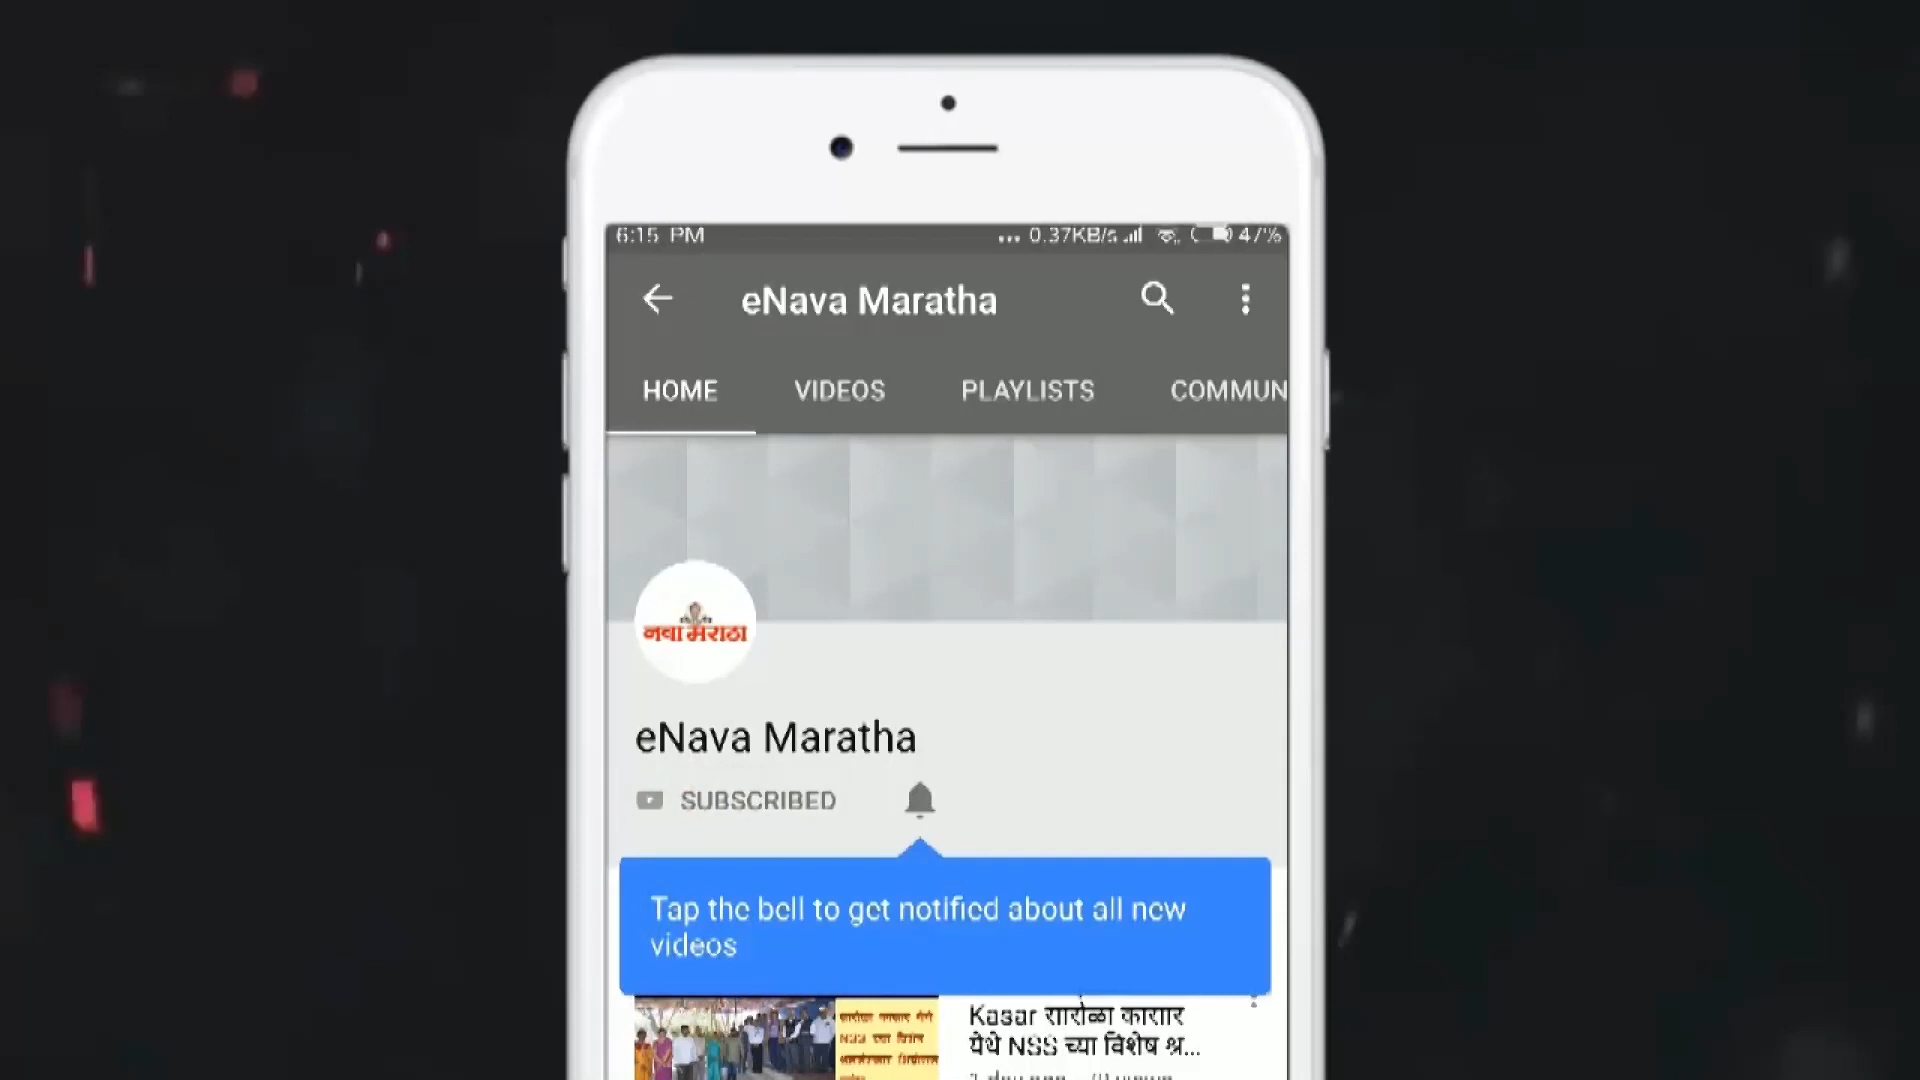 6:15 PM
... 0.37KB/s 47%
eNava Maratha
HOME VIDEOS PLAYLISTS COMMUN
नवा मराठा
eNava Maratha
SUBSCRIBED
Tap the bell to get notified about all new
videos
Kasar सारोळा कासार
येथे NSS च्या विशेष श्र...